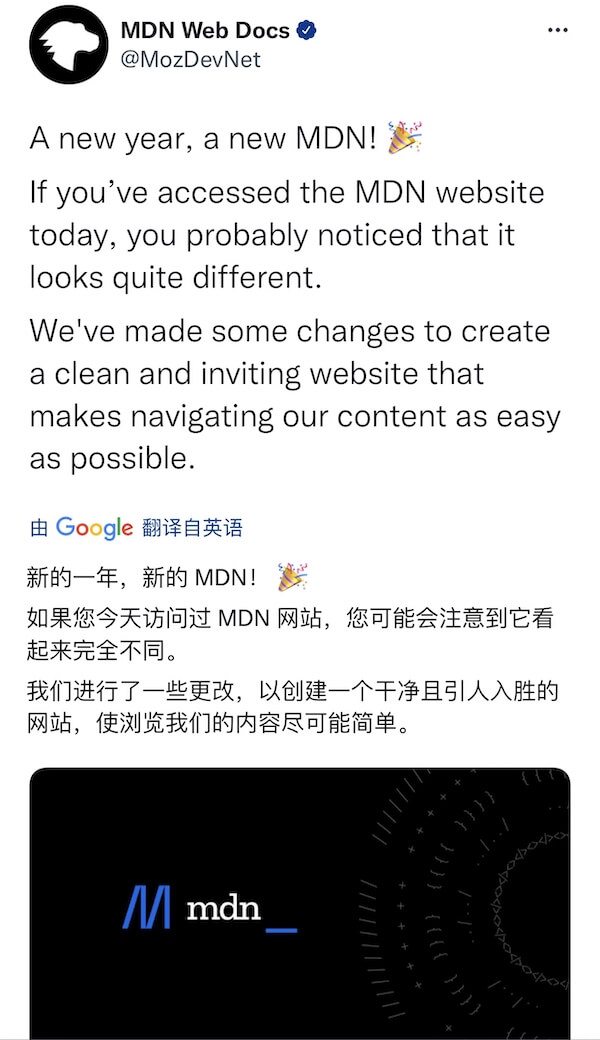 MDN Web Docs
@MozDevNet
A new year, a new MDN! 🎉
If you’ve accessed the MDN website
today, you probably noticed that it
looks quite different.
We've made some changes to create
a clean and inviting website that
makes navigating our content as easy
as possible.
由 Google 翻译自英语
新的一年，新的 MDN！ 🎉
如果您今天访问过 MDN 网站，您可能会注意到它看
起来完全不同。
我们进行了一些更改，以创建一个干净且引人入胜的
网站，使浏览我们的内容尽可能简单。
mdn_